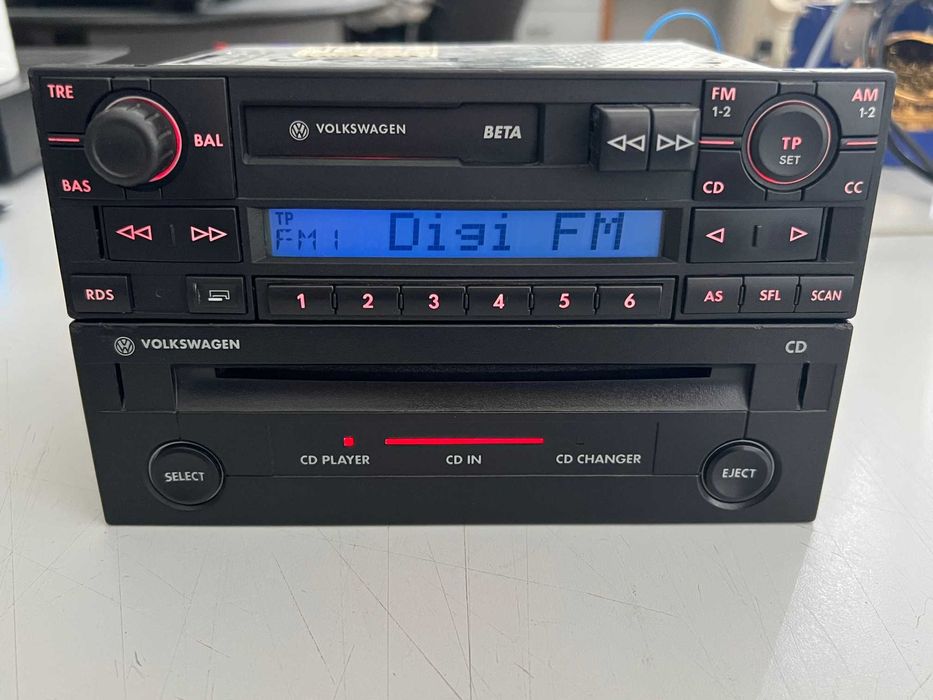 TRE
BAL
BAS
VOLKSWAGEN BETA
FM
1-2
AM
1-2
TP
SET
CD
CC
TP
FM1 Digi FM
RDS
1 2 3 4 5 6
AS SFL SCAN
VOLKSWAGEN CD
CD PLAYER CD IN CD CHANGER
SELECT
EJECT